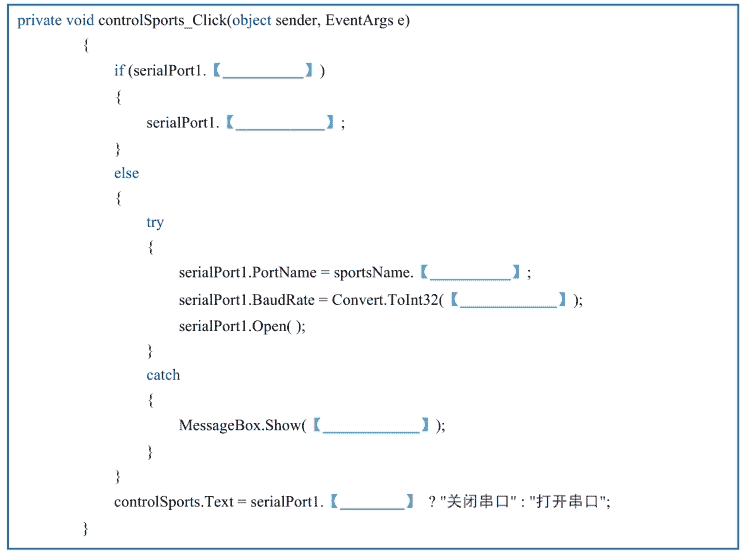 private void controlSports_Click(object sender, EventArgs e)
{
if (serialPort1.【__________】)
{
serialPort1.【___________】;
}
else
{
try
{
serialPort1.PortName = sportsName.【__________】;
serialPort1.BaudRate = Convert.ToInt32(【____________】);
serialPort1.Open( );
}
catch
{
MessageBox.Show(【____________】);
}
}
controlSports.Text = serialPort1.【________】 ? "关闭串口" : "打开串口";
}